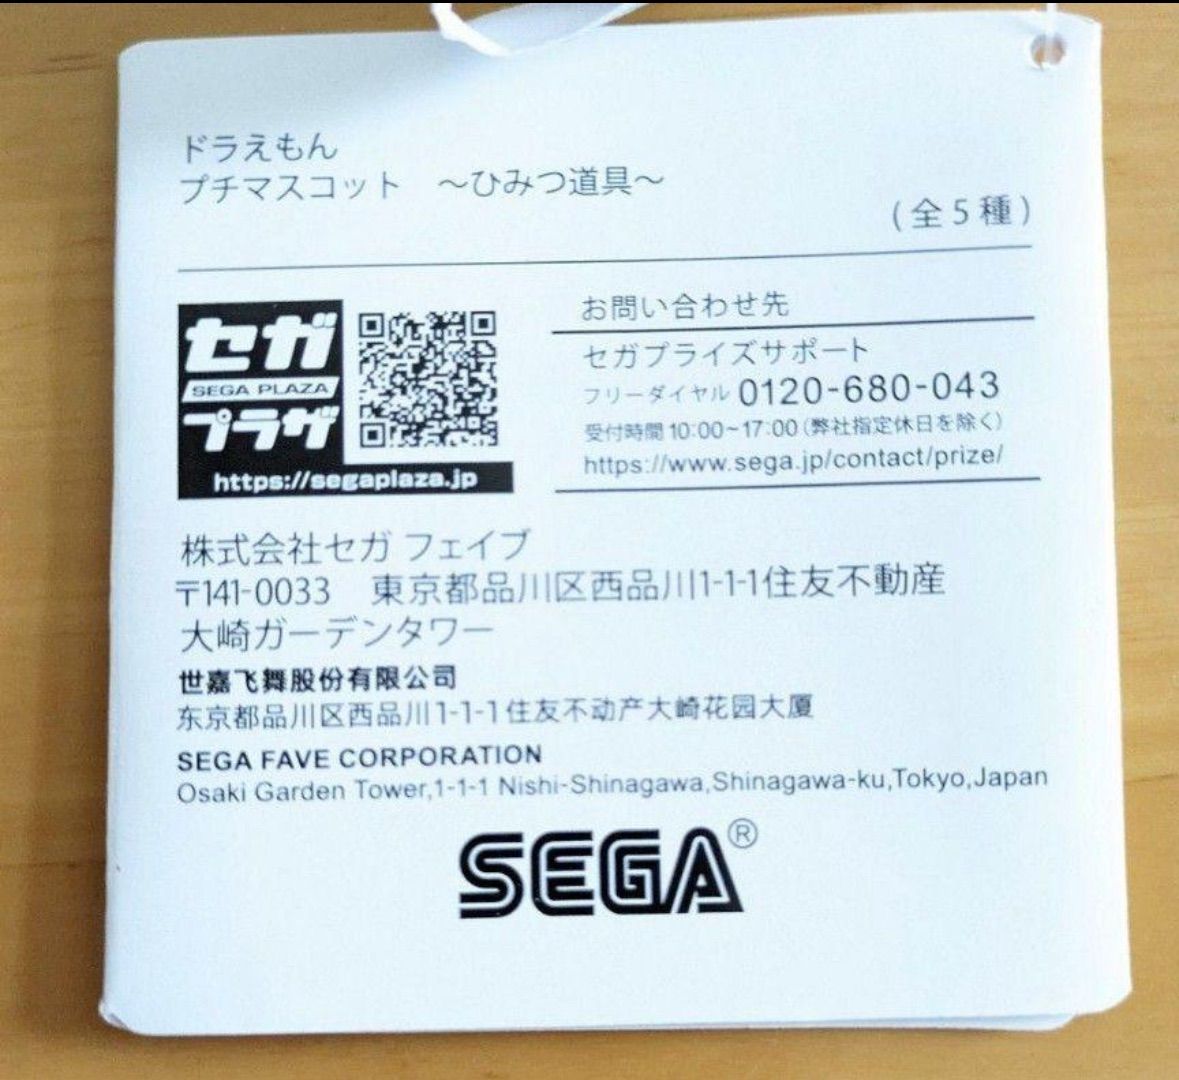 ドラえもん
プチマスコット　～ひみつ道具～
(全5種)
セガ
SEGA PLAZA
プラザ
https://segaplaza.jp
お問い合わせ先
セガプライズサポート
フリーダイヤル 0120-680-043
受付時間10:00~17:00(弊社指定休日を除く)
https://www.sega.jp/contact/prize/
株式会社セガ フェイブ
〒141-0033　東京都品川区西品川1-1-1住友不動産
大崎ガーデンタワー
世嘉飞舞股份有限公司
东京都品川区西品川1-1-1住友不动产大崎花园大厦
SEGA FAVE CORPORATION
Osaki Garden Tower,1-1-1 Nishi-Shinagawa,Shinagawa-ku,Tokyo,Japan
SEGA®